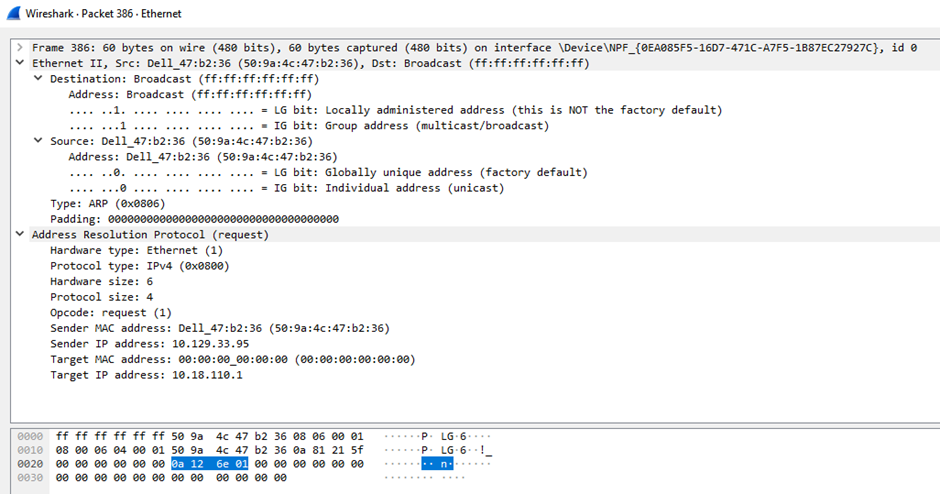 Wireshark · Packet 386 · Ethernet
Frame 386: 60 bytes on wire (480 bits), 60 bytes captured (480 bits) on interface \Device\NPF_{0EA085F5-16D7-471C-A7F5-1B87EC27927C}, id 0
Ethernet II, Src: Dell_47:b2:36 (50:9a:4c:47:b2:36), Dst: Broadcast (ff:ff:ff:ff:ff:ff)
Destination: Broadcast (ff:ff:ff:ff:ff:ff)
Address: Broadcast (ff:ff:ff:ff:ff:ff)
.... ..1. .... .... .... .... = LG bit: Locally administered address (this is NOT the factory default)
.... ...1 .... .... .... .... = IG bit: Group address (multicast/broadcast)
Source: Dell_47:b2:36 (50:9a:4c:47:b2:36)
Address: Dell_47:b2:36 (50:9a:4c:47:b2:36)
.... ..0. .... .... .... .... = LG bit: Globally unique address (factory default)
.... ...0 .... .... .... .... = IG bit: Individual address (unicast)
Type: ARP (0x0806)
Padding: 000000000000000000000000000000000000
Address Resolution Protocol (request)
Hardware type: Ethernet (1)
Protocol type: IPv4 (0x0800)
Hardware size: 6
Protocol size: 4
Opcode: request (1)
Sender MAC address: Dell_47:b2:36 (50:9a:4c:47:b2:36)
Sender IP address: 10.129.33.95
Target MAC address: 00:00:00_00:00:00 (00:00:00:00:00:00)
Target IP address: 10.18.110.1
0000 ff ff ff ff ff ff 50 9a 4c 47 b2 36 08 06 00 01 ······P· LG·6····
0010 08 00 06 04 00 01 50 9a 4c 47 b2 36 0a 81 21 5f ······P· LG·6··!_
0020 00 00 00 00 00 00 0a 12 6e 01 00 00 00 00 00 00 ········ n·······
0030 00 00 00 00 00 00 00 00 00 00 00 00 ········ ····